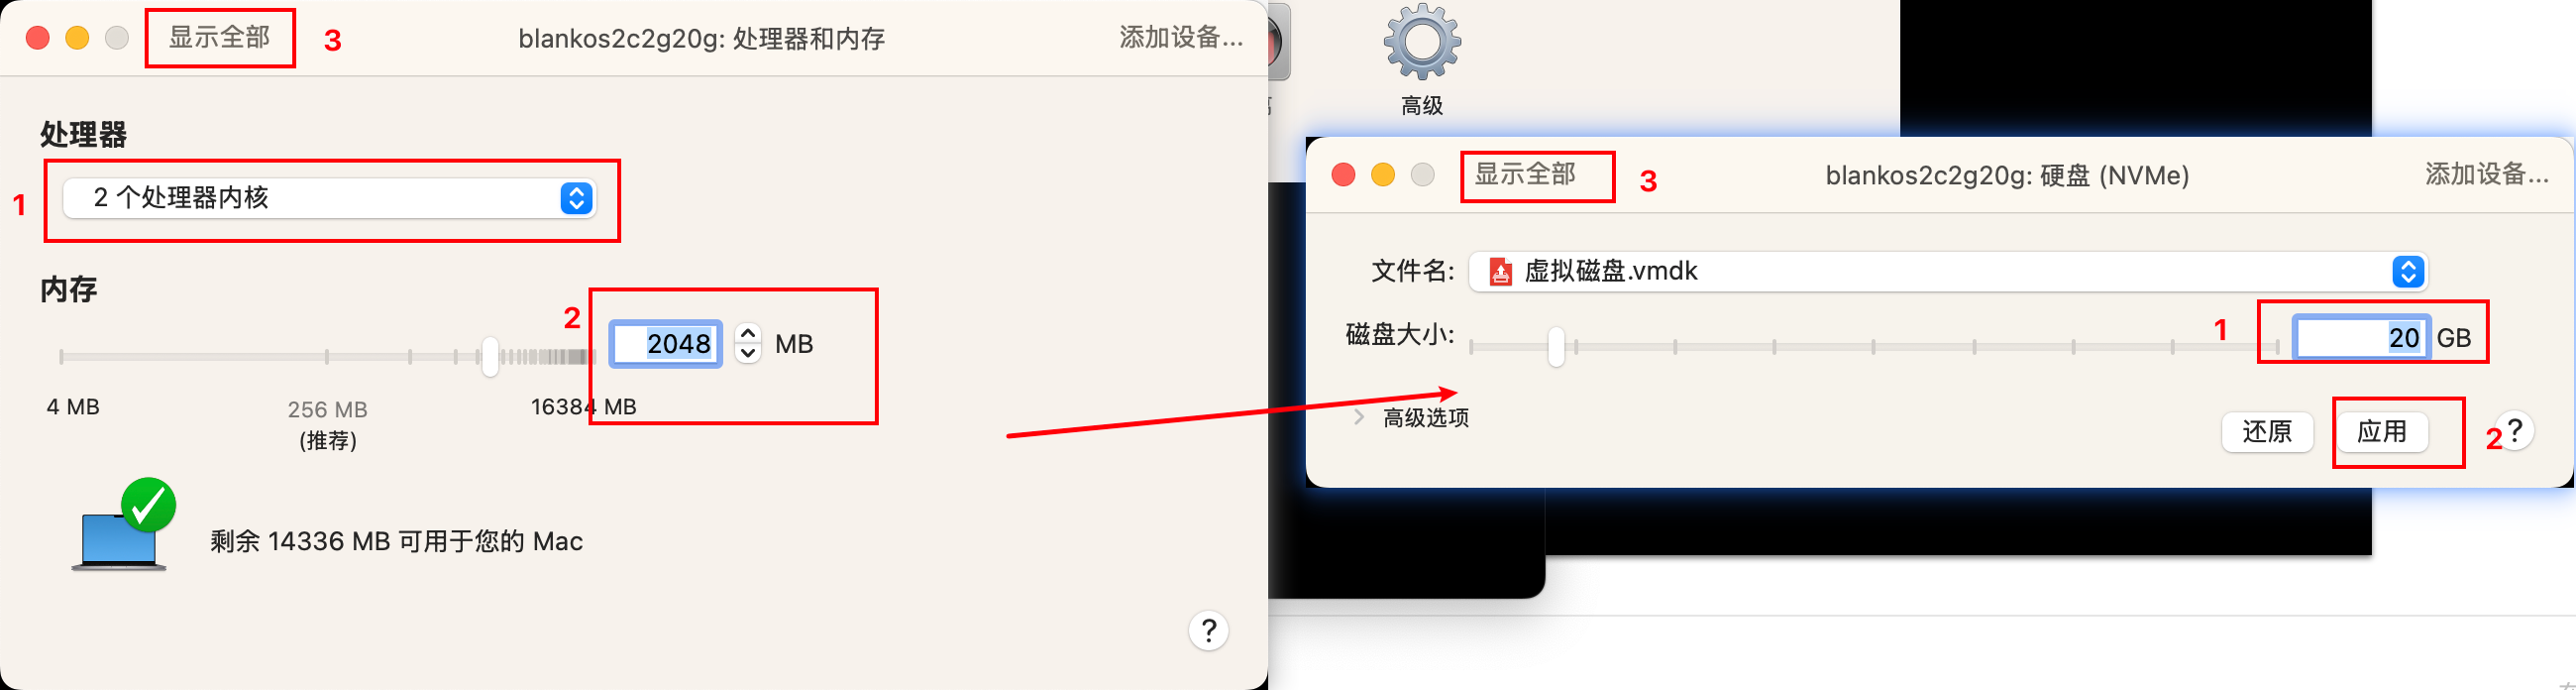 显示全部
3
blankos2c2g20g: 处理器和内存
添加设备...
处理器
1
2 个处理器内核
内存
2
2048
MB
4 MB
256 MB
(推荐)
16384 MB
剩余 14336 MB 可用于您的 Mac
?
高级
显示全部
3
blankos2c2g20g: 硬盘 (NVMe)
添加设备...
文件名:
虚拟磁盘.vmdk
磁盘大小:
1
20
GB
高级选项
还原
应用
2
?